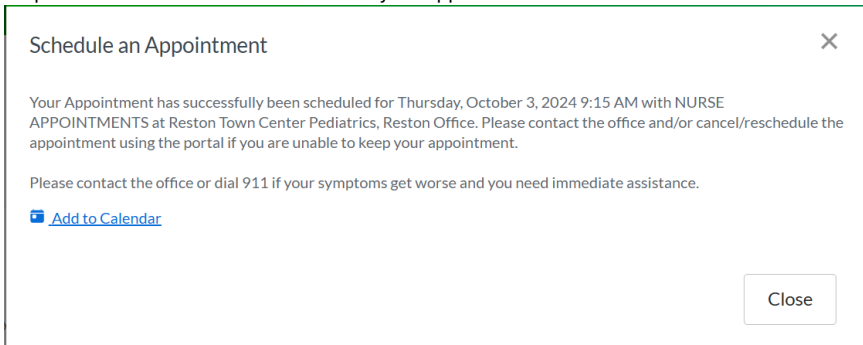 Schedule an Appointment
Your Appointment has successfully been scheduled for Thursday, October 3, 2024 9:15 AM with NURSE
APPOINTMENTS at Reston Town Center Pediatrics, Reston Office. Please contact the office and/or cancel/reschedule the
appointment using the portal if you are unable to keep your appointment.
Please contact the office or dial 911 if your symptoms get worse and you need immediate assistance.
Add to Calendar
Close